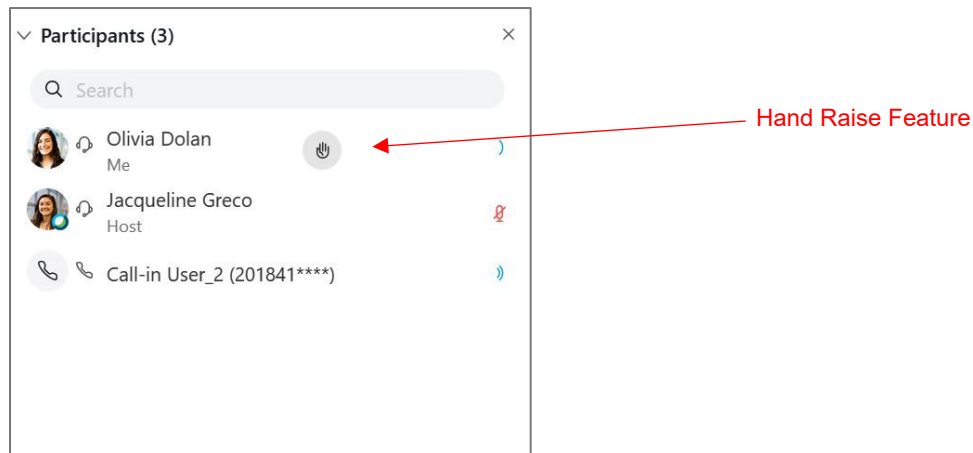 Participants (3)
Search
Hand Raise Feature
Olivia Dolan
Me
Jacqueline Greco
Host
Call-in User_2 (201841****)